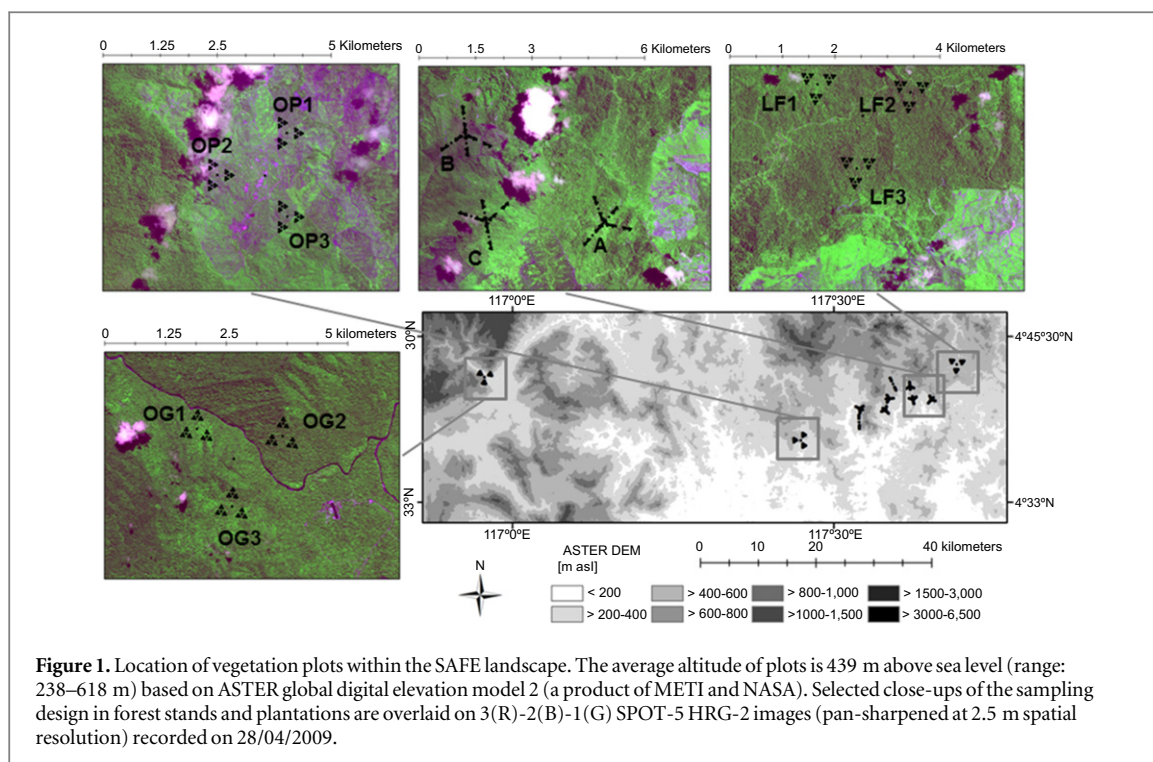 0 1.25 2.5 5 Kilometers
0 1.5 3 6 Kilometers
0 1 2 4 Kilometers
OP1
OP2
OP3
B
C
A
LF1
LF2
LF3
117°0'E
117°30'E
0 1.25 2.5 5 kilometers
30'N
4°45'30"N
OG1
OG2
OG3
33°N
4°33'N
117°0'E
117°30'E
N
ASTER DEM
[m asl]
0 10 20 40 kilometers
< 200
> 400-600
> 800-1,000
> 1500-3,000
> 200-400
> 600-800
>1000-1,500
> 3000-6,500
Figure 1. Location of vegetation plots within the SAFE landscape. The average altitude of plots is 439 m above sea level (range:
238–618 m) based on ASTER global digital elevation model 2 (a product of METI and NASA). Selected close-ups of the sampling
design in forest stands and plantations are overlaid on 3(R)-2(B)-1(G) SPOT-5 HRG-2 images (pan-sharpened at 2.5 m spatial
resolution) recorded on 28/04/2009.